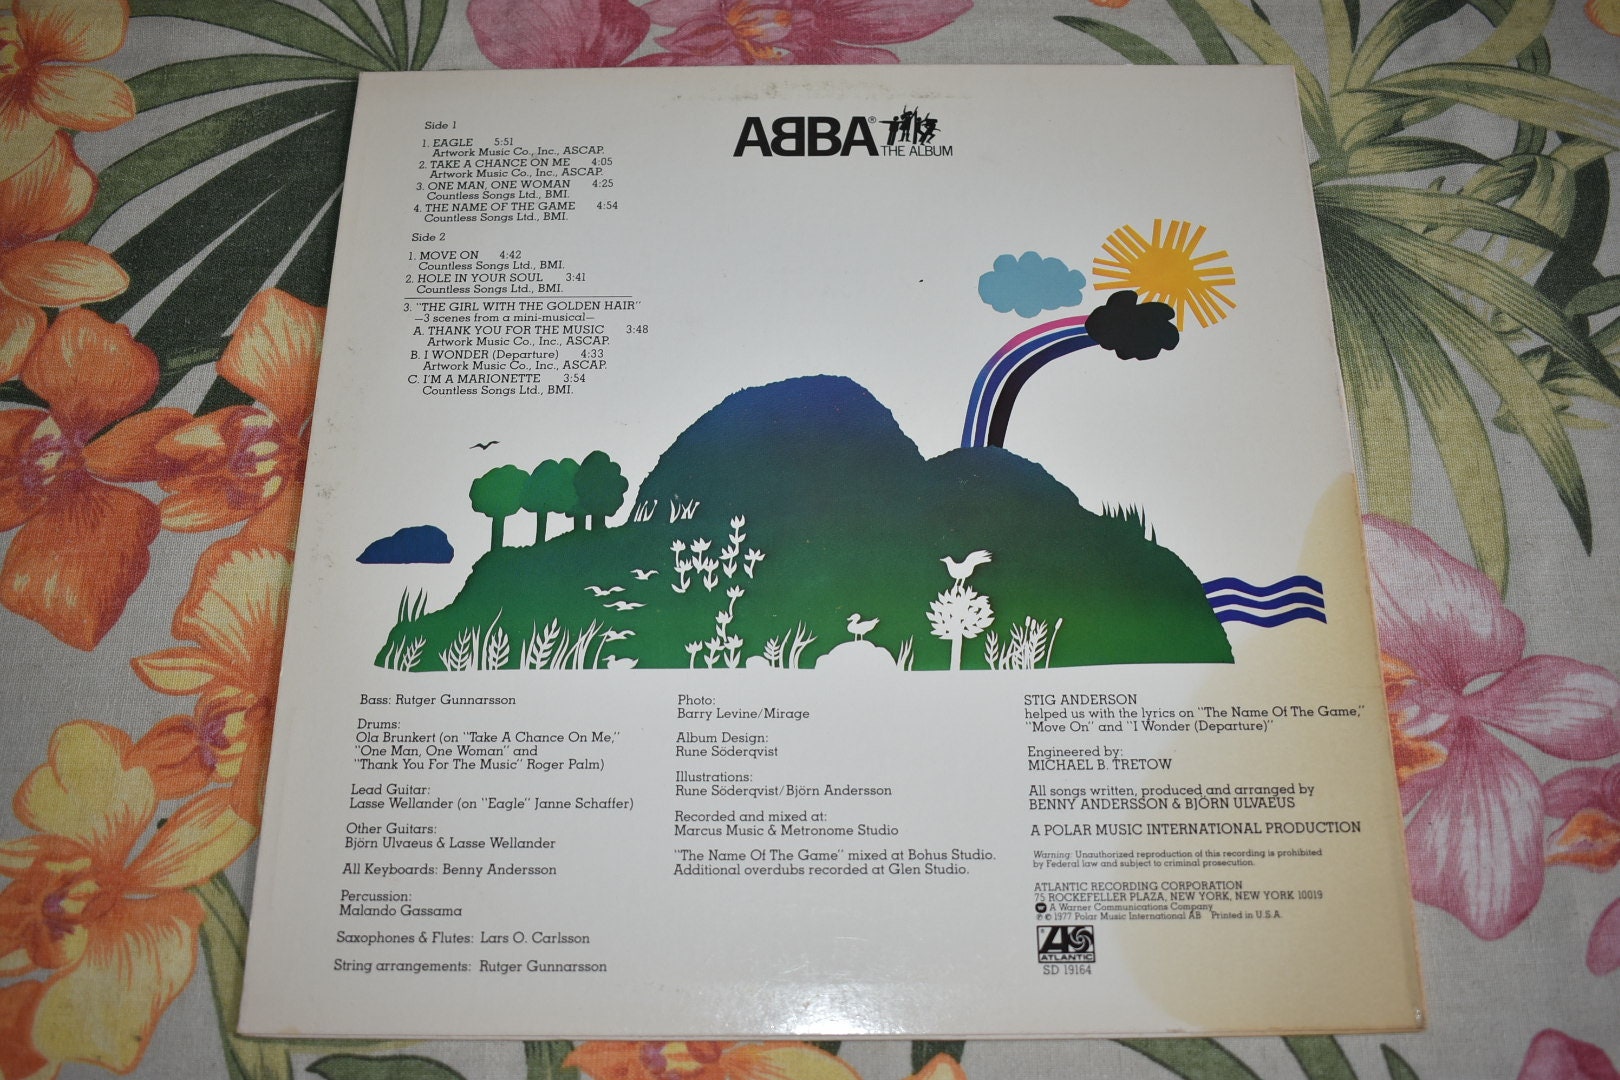 Side 1
1. EAGLE 5:51
Artwork Music Co., Inc., ASCAP.
2. TAKE A CHANCE ON ME 4:05
Artwork Music Co., Inc., ASCAP.
3. ONE MAN, ONE WOMAN 4:25
Countless Songs Ltd., BMI.
4. THE NAME OF THE GAME 4:54
Countless Songs Ltd., BMI.
Side 2
1. MOVE ON 4:42
Countless Songs Ltd., BMI.
2. HOLE IN YOUR SOUL 3:41
Countless Songs Ltd., BMI.
3. "THE GIRL WITH THE GOLDEN HAIR"
—3 scenes from a mini-musical—
A. THANK YOU FOR THE MUSIC 3:48
Artwork Music Co., Inc., ASCAP.
B. I WONDER (Departure) 4:33
Artwork Music Co., Inc., ASCAP.
C. I'M A MARIONETTE 3:54
Countless Songs Ltd., BMI.
ABBA®
THE ALBUM
Bass: Rutger Gunnarsson
Drums:
Ola Brunkert (on "Take A Chance On Me,"
"One Man, One Woman" and
"Thank You For The Music" Roger Palm)
Lead Guitar:
Lasse Wellander (on "Eagle" Janne Schaffer)
Other Guitars:
Björn Ulvaeus & Lasse Wellander
All Keyboards: Benny Andersson
Percussion:
Malando Gassama
Saxophones & Flutes: Lars O. Carlsson
String arrangements: Rutger Gunnarsson
Photo:
Barry Levine/Mirage
Album Design:
Rune Söderqvist
Illustrations:
Rune Söderqvist/Björn Andersson
Recorded and mixed at:
Marcus Music & Metronome Studio
"The Name Of The Game" mixed at Bohus Studio.
Additional overdubs recorded at Glen Studio.
STIG ANDERSON
helped us with the lyrics on "The Name Of The Game,"
"Move On" and "I Wonder (Departure)"
Engineered by:
MICHAEL B. TRETOW
All songs written, produced and arranged by
BENNY ANDERSSON & BJÖRN ULVAEUS
A POLAR MUSIC INTERNATIONAL PRODUCTION
Warning: Unauthorized reproduction of this recording is prohibited
by Federal law and subject to criminal prosecution.
ATLANTIC RECORDING CORPORATION
75 ROCKEFELLER PLAZA, NEW YORK, NEW YORK 10019
A Warner Communications Company
℗ © 1977 Polar Music International AB Printed in U.S.A.
ATLANTIC
SD 19164